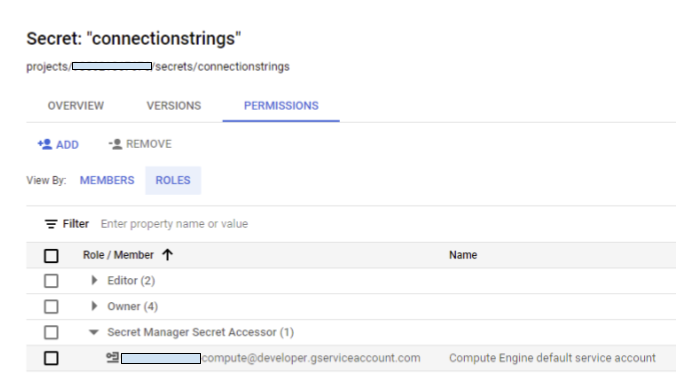 Secret: "connectionstrings"
projects/ /secrets/connectionstrings
OVERVIEW VERSIONS PERMISSIONS
ADD REMOVE
View By: MEMBERS ROLES
Filter Enter property name or value
Role / Member Name
Editor (2)
Owner (4)
Secret Manager Secret Accessor (1)
compute@developer.gserviceaccount.com Compute Engine default service account